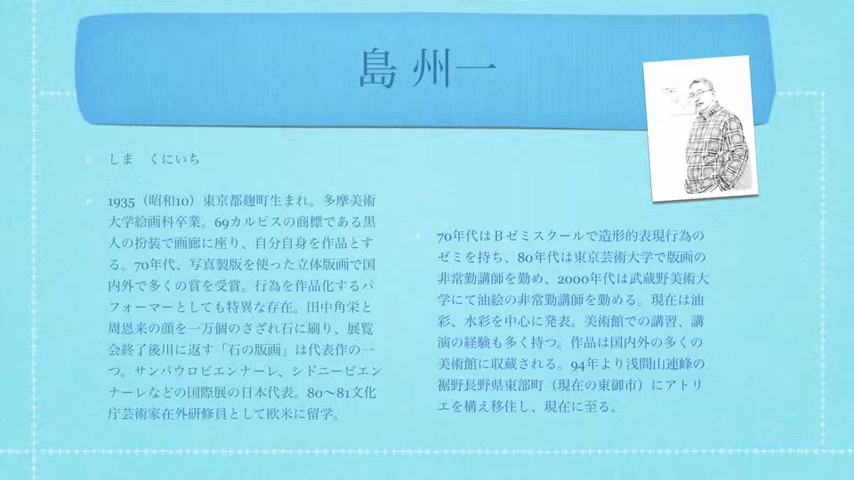 島 州一
しま　くにいち
1935（昭和10）東京都麹町生まれ。多摩美術
大学絵画科卒業。69カルピスの商標である黒
人の扮装で画廊に座り、自分自身を作品とす
る。70年代、写真製版を使った立体版画で国
内外で多くの賞を受賞。行為を作品化するパ
フォーマーとしても特異な存在。田中角栄と
周恩来の顔を一万個のさざれ石に刷り、展覧
会終了後川に返す「石の版画」は代表作の一
つ。サンパウロビエンナーレ、シドニービエン
ナーレなどの国際展の日本代表。80〜81文化
庁芸術家在外研修員として欧米に留学。
70年代はＢゼミスクールで造形的表現行為の
ゼミを持ち、80年代は東京芸術大学で版画の
非常勤講師を勤め、2000年代は武蔵野美術大
学にて油絵の非常勤講師を勤める。現在は油
彩、水彩を中心に発表。美術館での講習、講
演の経験も多く持つ。作品は国内外の多くの
美術館に収蔵される。94年より浅間山連峰の
裾野長野県東部町（現在の東御市）にアトリ
エを構え移住し、現在に至る。